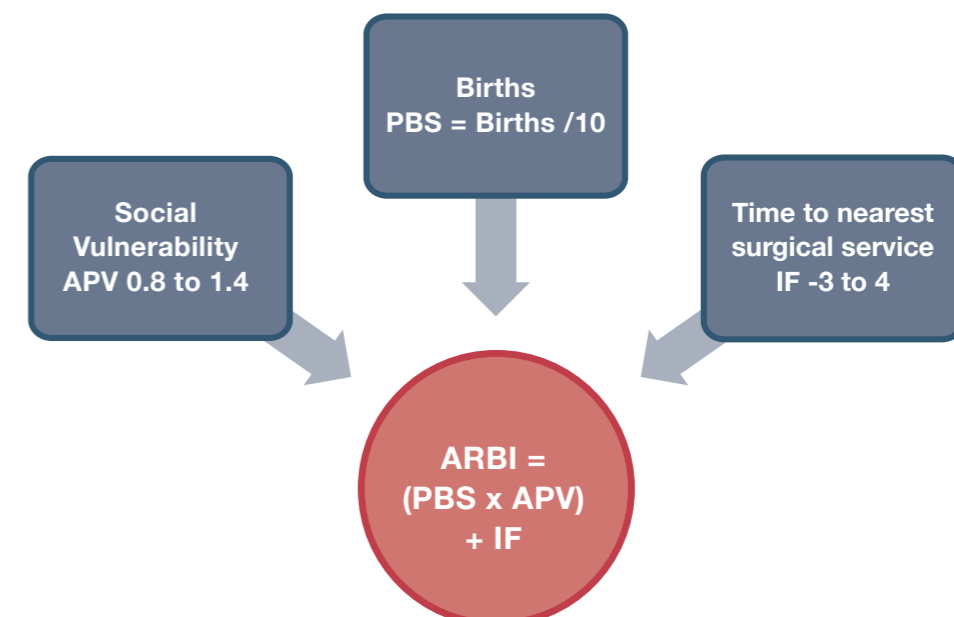 Births
PBS = Births /10
Social
Vulnerability
APV 0.8 to 1.4
Time to nearest
surgical service
IF -3 to 4
ARBI =
(PBS x APV)
+ IF